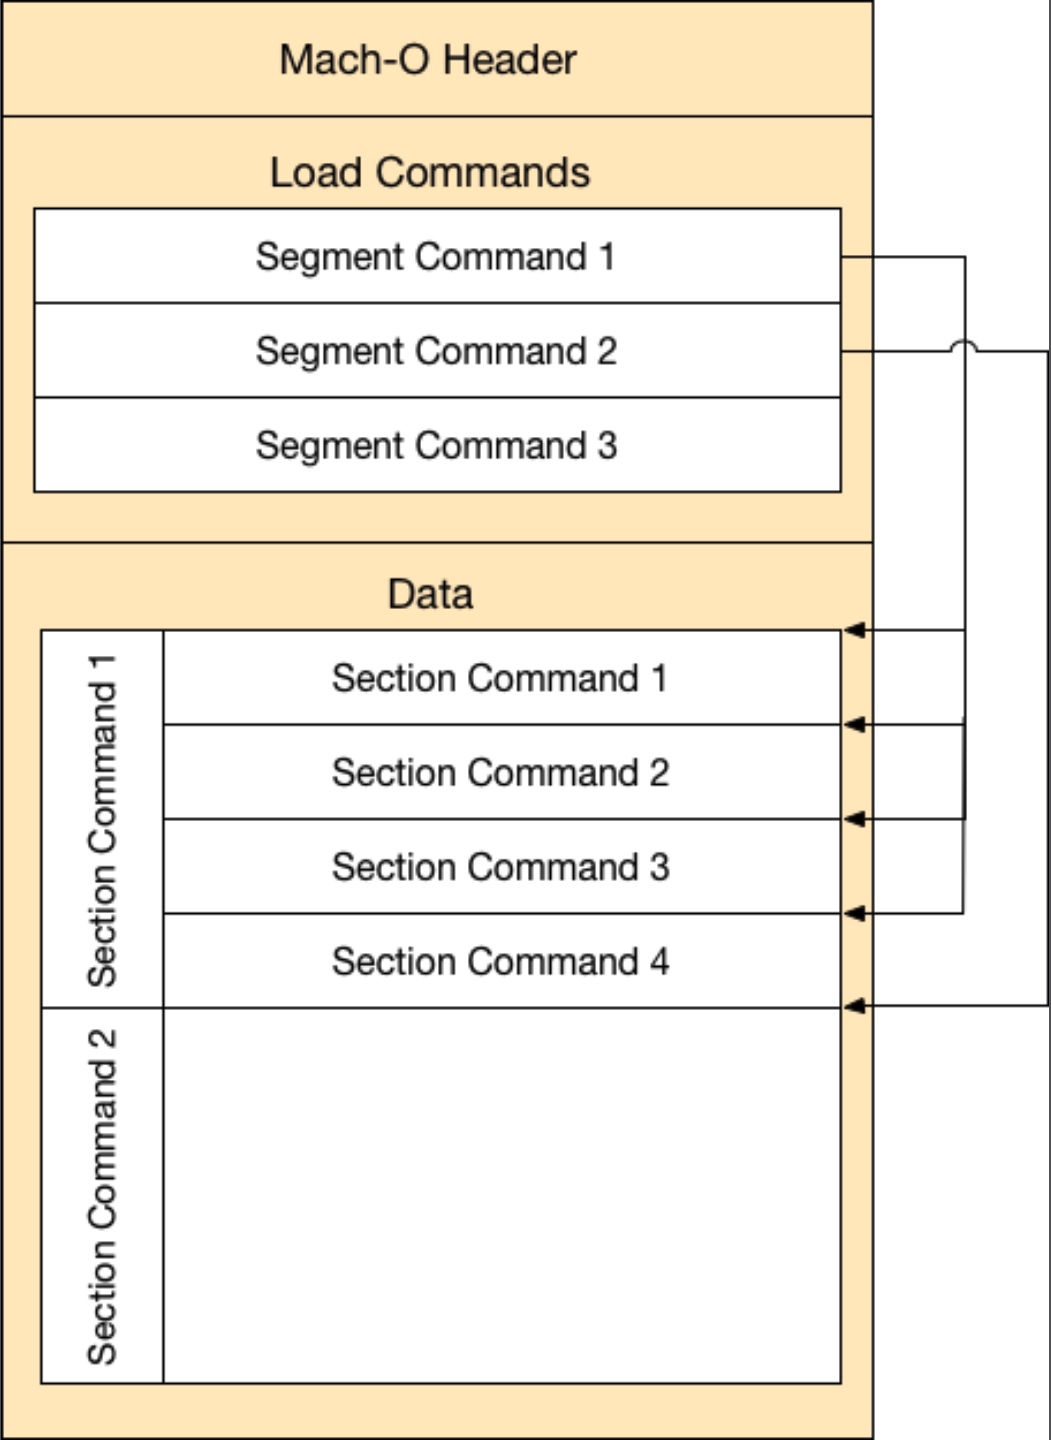 Mach-O Header
Load Commands
Segment Command 1
Segment Command 2
Segment Command 3
Data
Section Command 1
Section Command 1
Section Command 2
Section Command 3
Section Command 4
Section Command 2